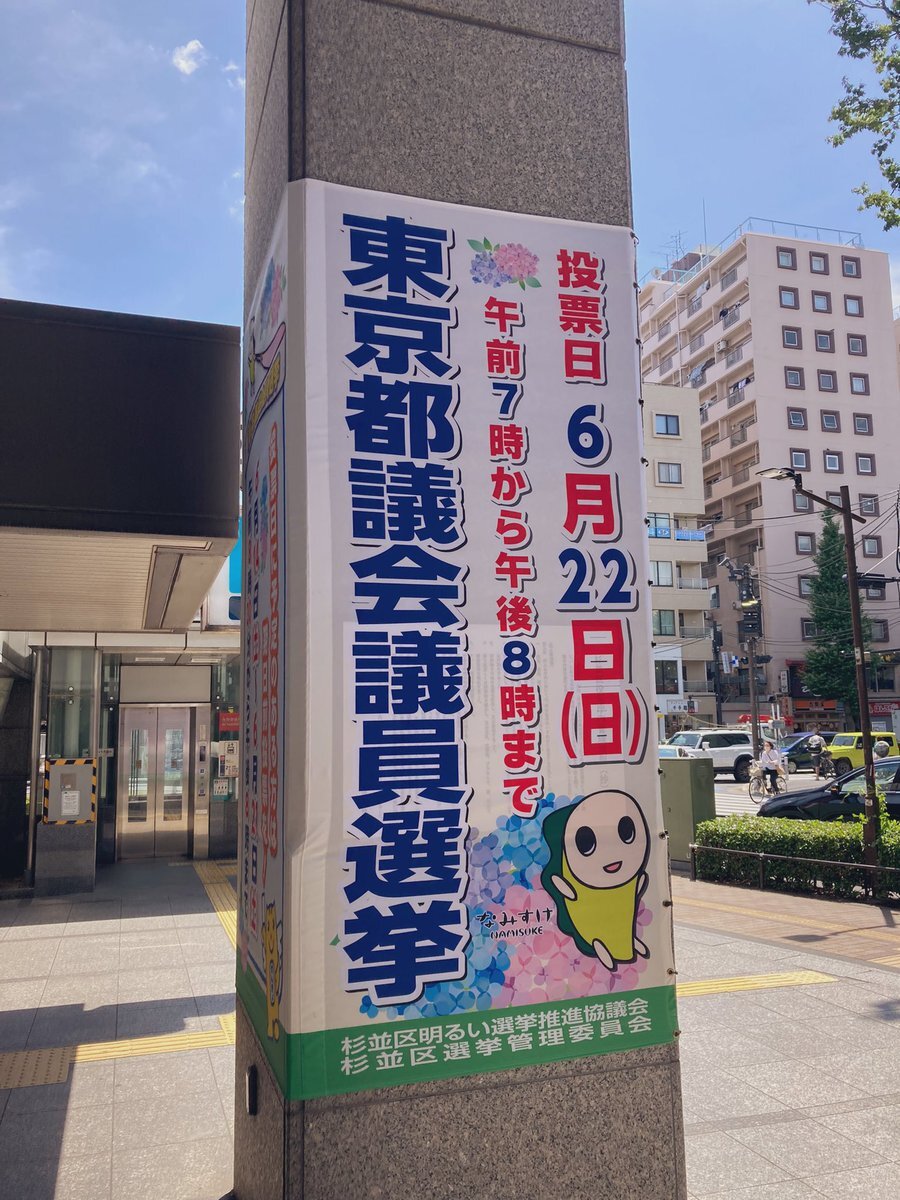 投票日 6月22日(日)
午前7時から午後8時まで
東京都議会議員選挙
なみすけ
NAMISUKE
杉並区明るい選挙推進協議会
杉並区選挙管理委員会